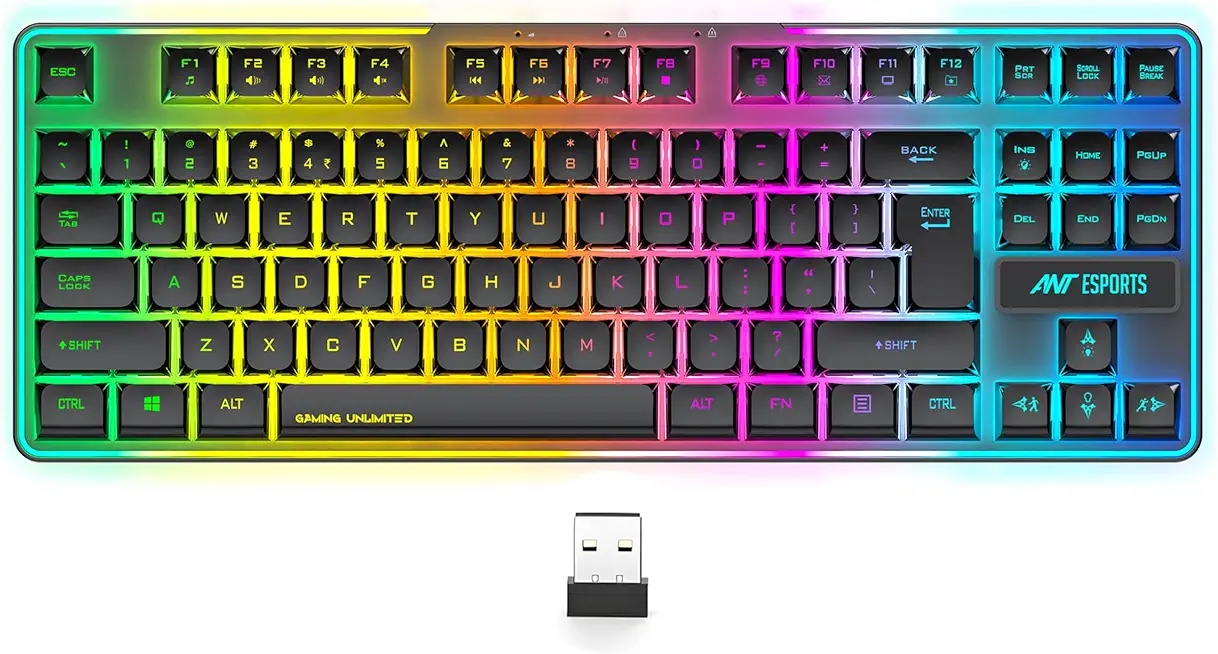 ESC F1 F2 F3 F4 F5 F6 F7 F8 F9 F10 F11 F12 PRT SCR SCROLL LOCK PAUSE BREAK
~ ` ! 1 @ 2 # 3 $ 4 ₹ % 5 ^ 6 & 7 * 8 ( 9 ) 0 - - + = BACK INS HOME PGUP
TAB Q W E R T Y U I O P { [ } ] ENTER DEL END PGDN
CAPS LOCK A S D F G H J K L : ; “ ' | \ ANT ESPORTS
SHIFT Z X C V B N M < , > . ? / SHIFT
CTRL ALT GAMING UNLIMITED ALT FN CTRL